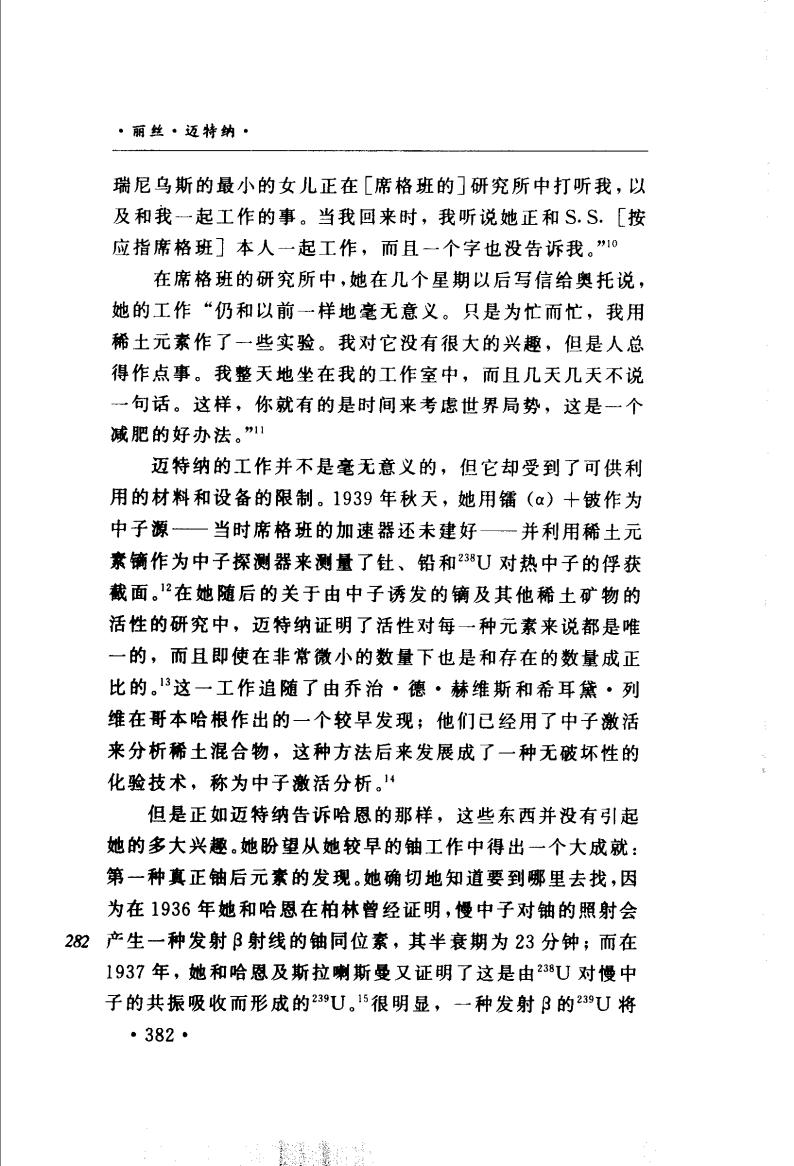 ·丽丝·迈特纳·
瑞尼乌斯的最小的女儿正在[席格班的]研究所中打听我,以
及和我一起工作的事。当我回来时,我听说她正和S.S. [按
应指席格班] 本人一起工作,而且一个字也没告诉我。”¹⁰
在席格班的研究所中,她在几个星期以后写信给奥托说,
她的工作“仍和以前一样地毫无意义。只是为忙而忙,我用
稀土元素作了一些实验。我对它没有很大的兴趣,但是人总
得作点事。我整天地坐在我的工作室中,而且几天几天不说
一句话。这样,你就有的是时间来考虑世界局势,这是一个
减肥的好办法。”¹¹
迈特纳的工作并不是毫无意义的,但它却受到了可供利
用的材料和设备的限制。1939年秋天,她用镭(α)+铍作为
中子源——当时席格班的加速器还未建好——并利用稀土元
素镝作为中子探测器来测量了钍、铅和²³⁸U对热中子的俘获
截面。¹²在她随后的关于由中子诱发的镝及其他稀土矿物的
活性的研究中,迈特纳证明了活性对每一种元素来说都是唯
一的,而且即使在非常微小的数量下也是和存在的数量成正
比的。¹³这一工作追随了由乔治·德·赫维斯和希耳黛·列
维在哥本哈根作出的一个较早发现;他们已经用了中子激活
来分析稀土混合物,这种方法后来发展成了一种无破坏性的
化验技术,称为中子激活分析。¹⁴
但是正如迈特纳告诉哈恩的那样,这些东西并没有引起
她的多大兴趣。她盼望从她较早的铀工作中得出一个大成就:
第一种真正铀后元素的发现。她确切地知道要到哪里去找,因
为在1936年她和哈恩在柏林曾经证明,慢中子对铀的照射会
282 产生一种发射β射线的铀同位素,其半衰期为23分钟;而在
1937年,她和哈恩及斯拉喇斯曼又证明了这是由²³⁸U对慢中
子的共振吸收而形成的²³⁹U。¹⁵很明显,一种发射β的²³⁹U将
·382·